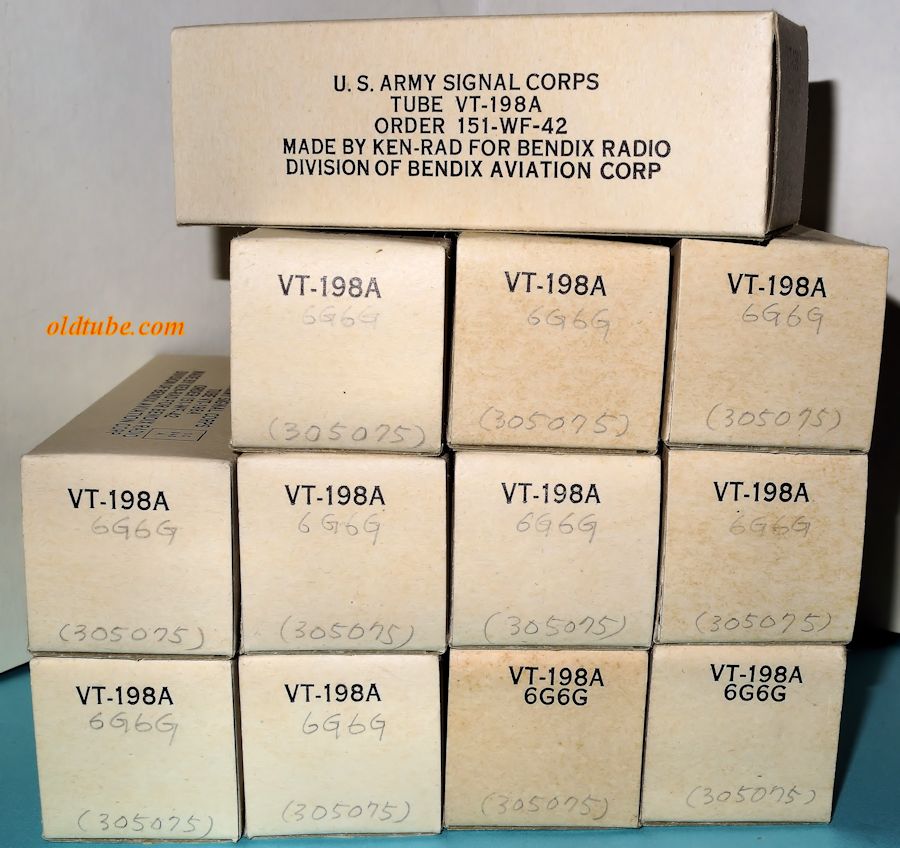 U. S. ARMY SIGNAL CORPS
TUBE VT-198A
ORDER 151-WF-42
MADE BY KEN-RAD FOR BENDIX RADIO
DIVISION OF BENDIX AVIATION CORP
VT-198A
6G6G
(305075)
VT-198A
6G6G
(305075)
VT-198A
6G6G
(305075)
oldtube.com
VT-198A
6G6G
(305075)
VT-198A
6G6G
(305075)
VT-198A
6G6G
(305075)
VT-198A
6G6G
(305075)
VT-198A
6G6G
(305075)
VT-198A
6G6G
(305075)
VT-198A
6G6G
(305075)
VT-198A
6G6G
(305075)